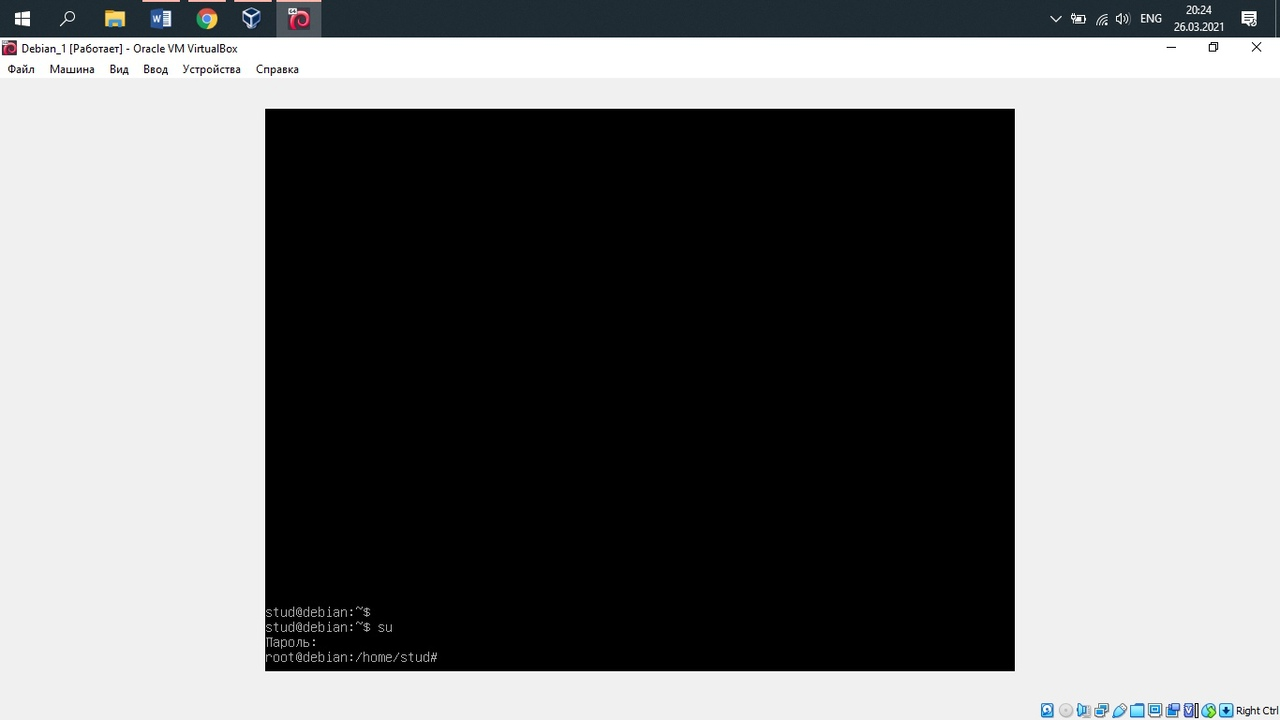 20:24
ENG
26.03.2021
Debian_1 [Работает] - Oracle VM VirtualBox
Файл Машина Вид Ввод Устройства Справка
stud@debian:~$
stud@debian:~$ su
Пароль:
root@debian:/home/stud#
Right Ctrl